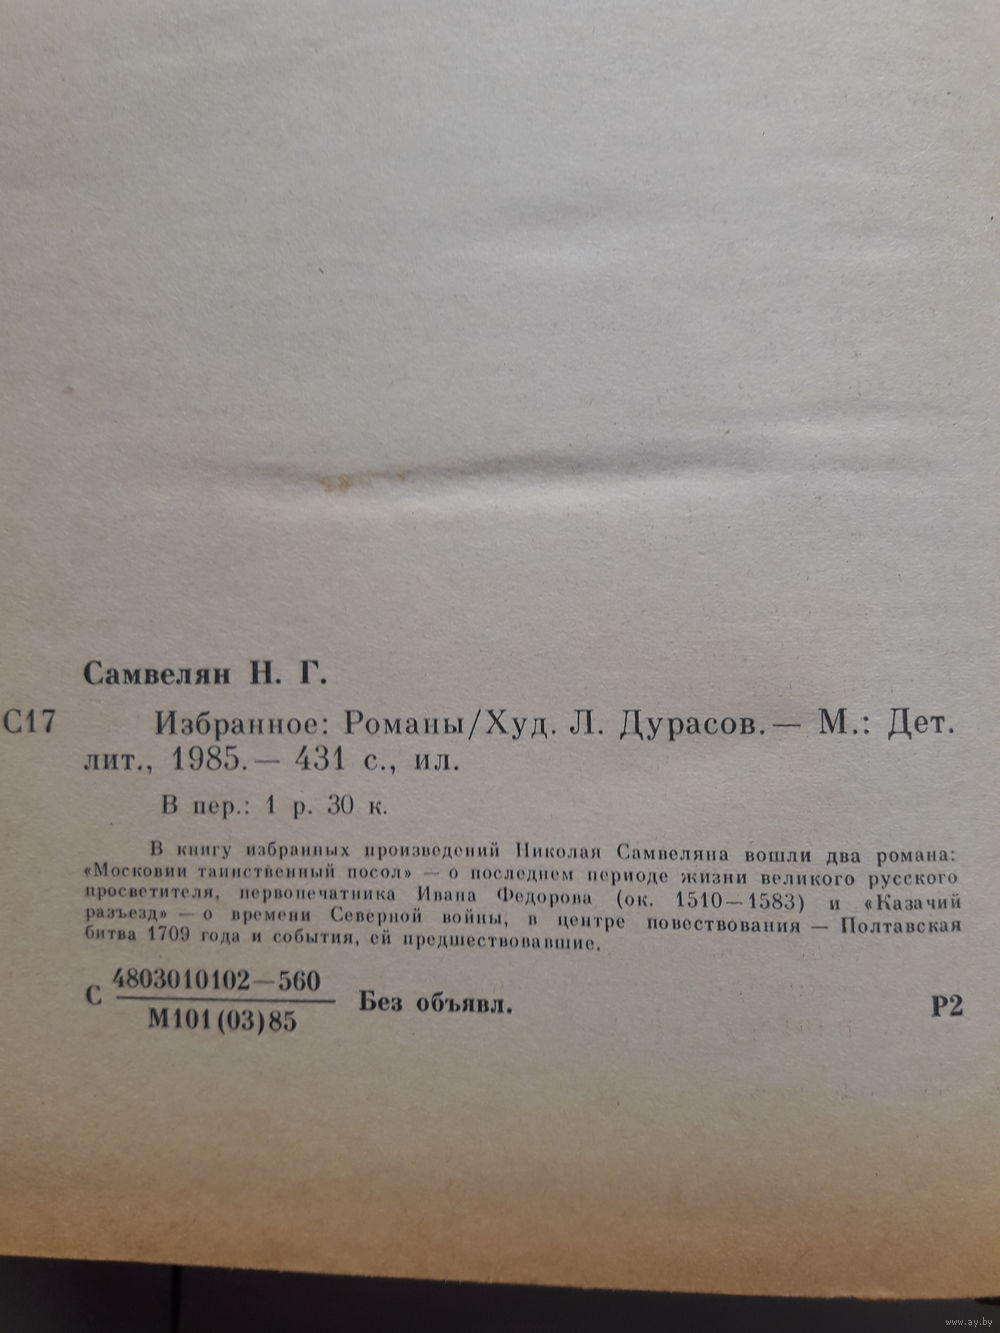 Самвелян Н. Г.
С17 Избранное: Романы/Худ. Л. Дурасов.— М.: Дет.
лит., 1985.— 431 с., ил.
В пер.: 1 р. 30 к.
В книгу избранных произведений Николая Самвеляна вошли два романа:
«Московии таинственный посол» — о последнем периоде жизни великого русского
просветителя, первопечатника Ивана Федорова (ок. 1510—1583) и «Казачий
разъезд» — о времени Северной войны, в центре повествования — Полтавская
битва 1709 года и события, ей предшествовавшие.
С 4803010102—560
М101(03)85
Без объявл.
Р2
www.ay.by